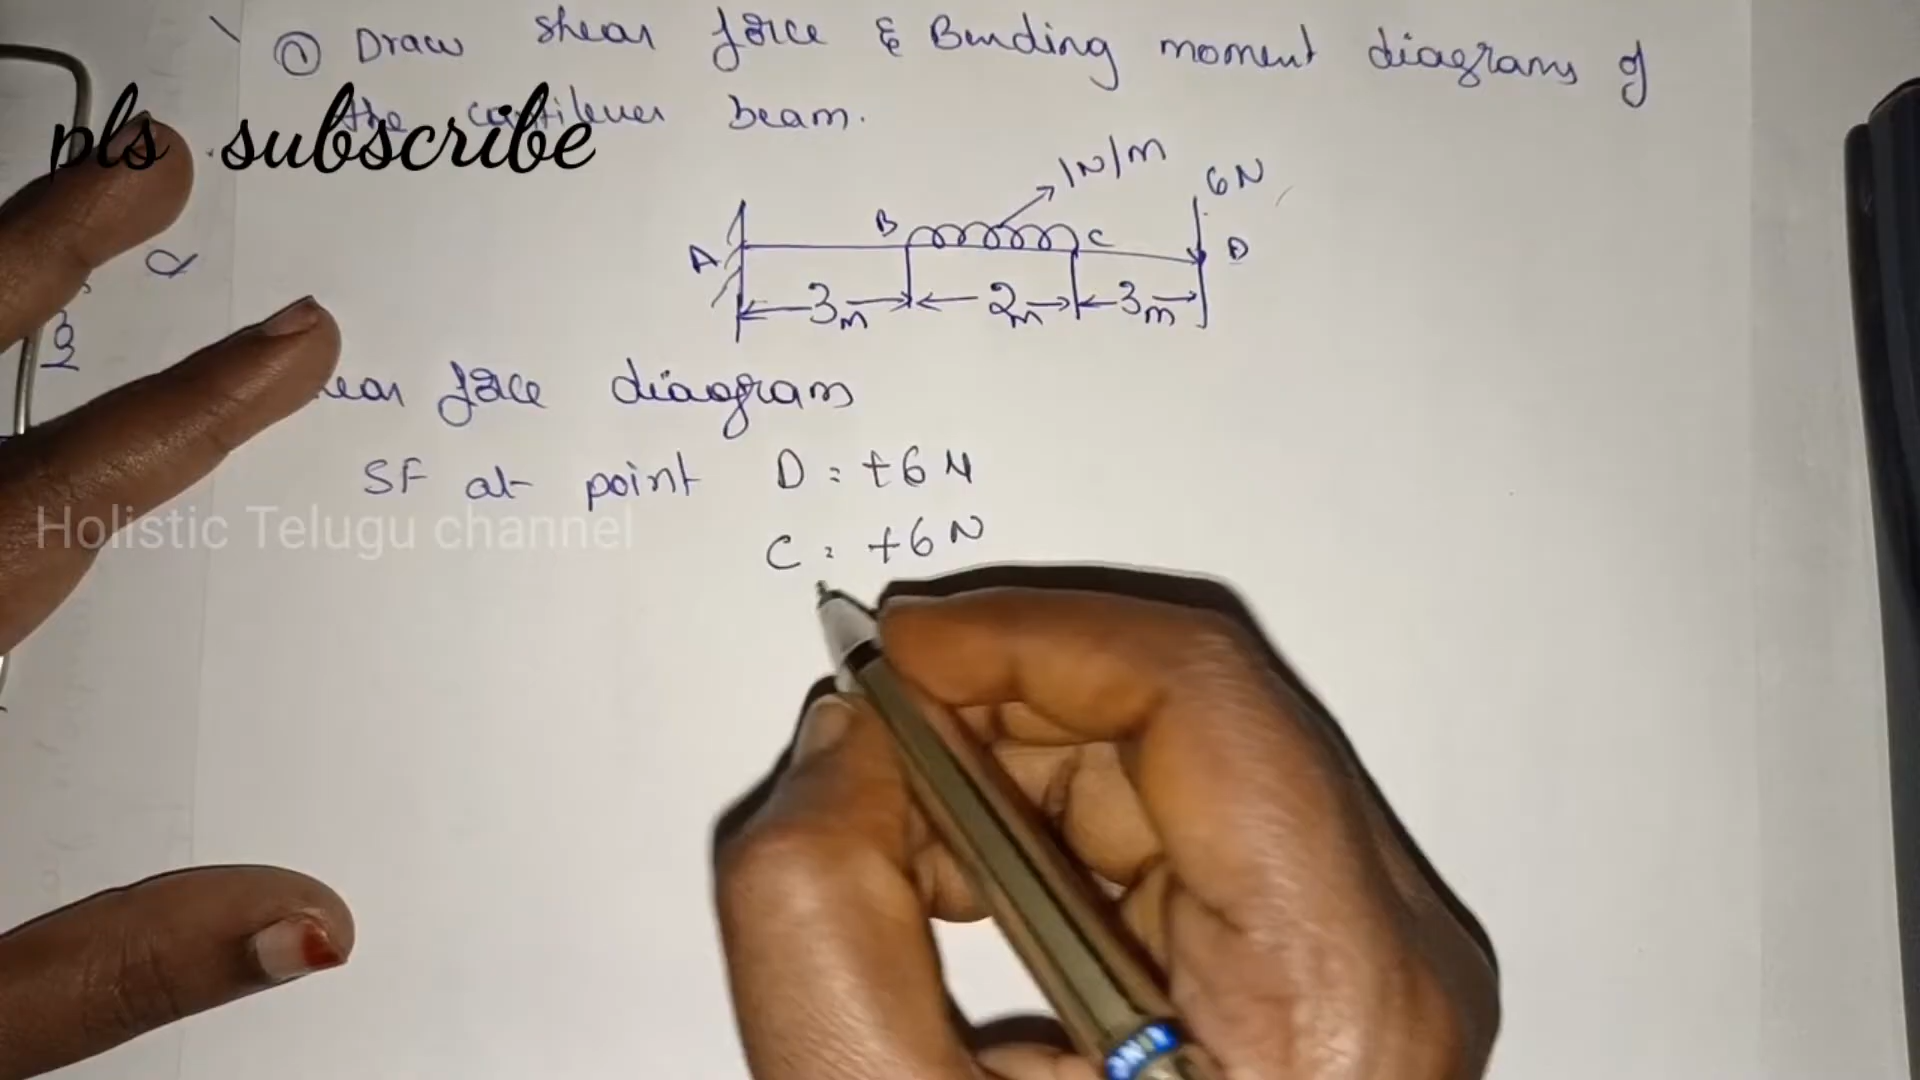 ① Draw shear force & Bending moment diagrams of
the cantilever beam.
pls subscribe
1N/m
6N
A B C D
3m 2m 3m
force diagram
SF at point D = +6N
Holistic Telugu channel
C = +6N